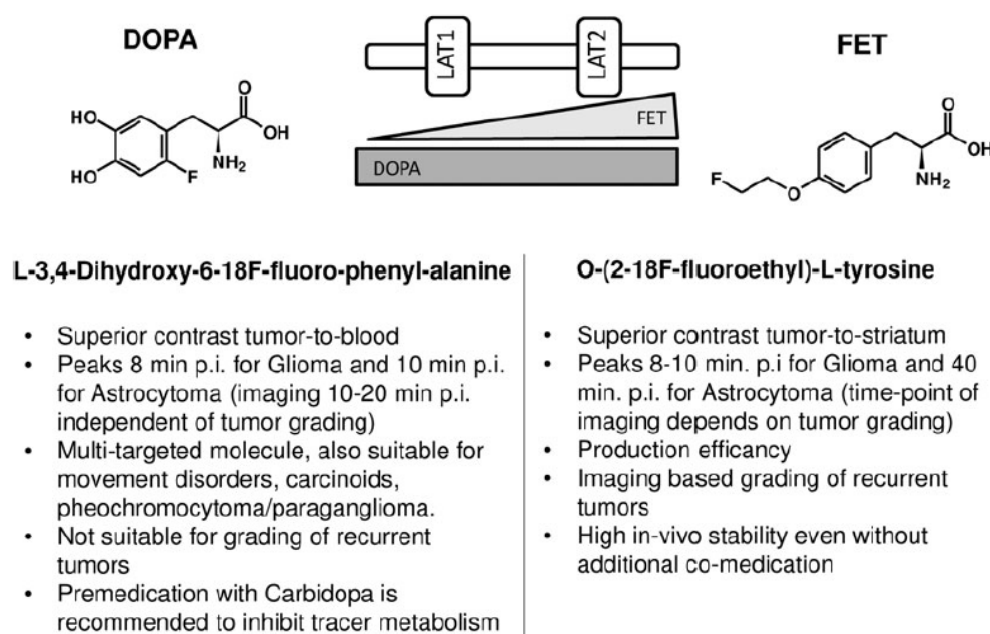 DOPA
LAT1
LAT2
FET
FET
DOPA
HO
HO
F
O
OH
NH2
F
O
O
OH
NH2
L-3,4-Dihydroxy-6-18F-fluoro-phenyl-alanine
• Superior contrast tumor-to-blood
• Peaks 8 min p.i. for Glioma and 10 min p.i.
for Astrocytoma (imaging 10-20 min p.i.
independent of tumor grading)
• Multi-targeted molecule, also suitable for
movement disorders, carcinoids,
pheochromocytoma/paraganglioma.
• Not suitable for grading of recurrent
tumors
• Premedication with Carbidopa is
recommended to inhibit tracer metabolism
O-(2-18F-fluoroethyl)-L-tyrosine
• Superior contrast tumor-to-striatum
• Peaks 8-10 min. p.i for Glioma and 40
min. p.i. for Astrocytoma (time-point of
imaging depends on tumor grading)
• Production efficancy
• Imaging based grading of recurrent
tumors
• High in-vivo stability even without
additional co-medication